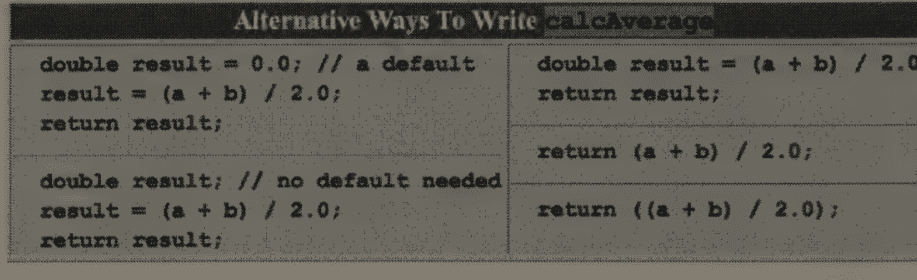 Alternative Ways To Write calcAverage
double result = 0.0; // a default
result = (a + b) / 2.0;
return result;
double result; // no default needed
result = (a + b) / 2.0;
return result;
double result = (a + b) / 2.0
return result;
return (a + b) / 2.0;
return ((a + b) / 2.0);